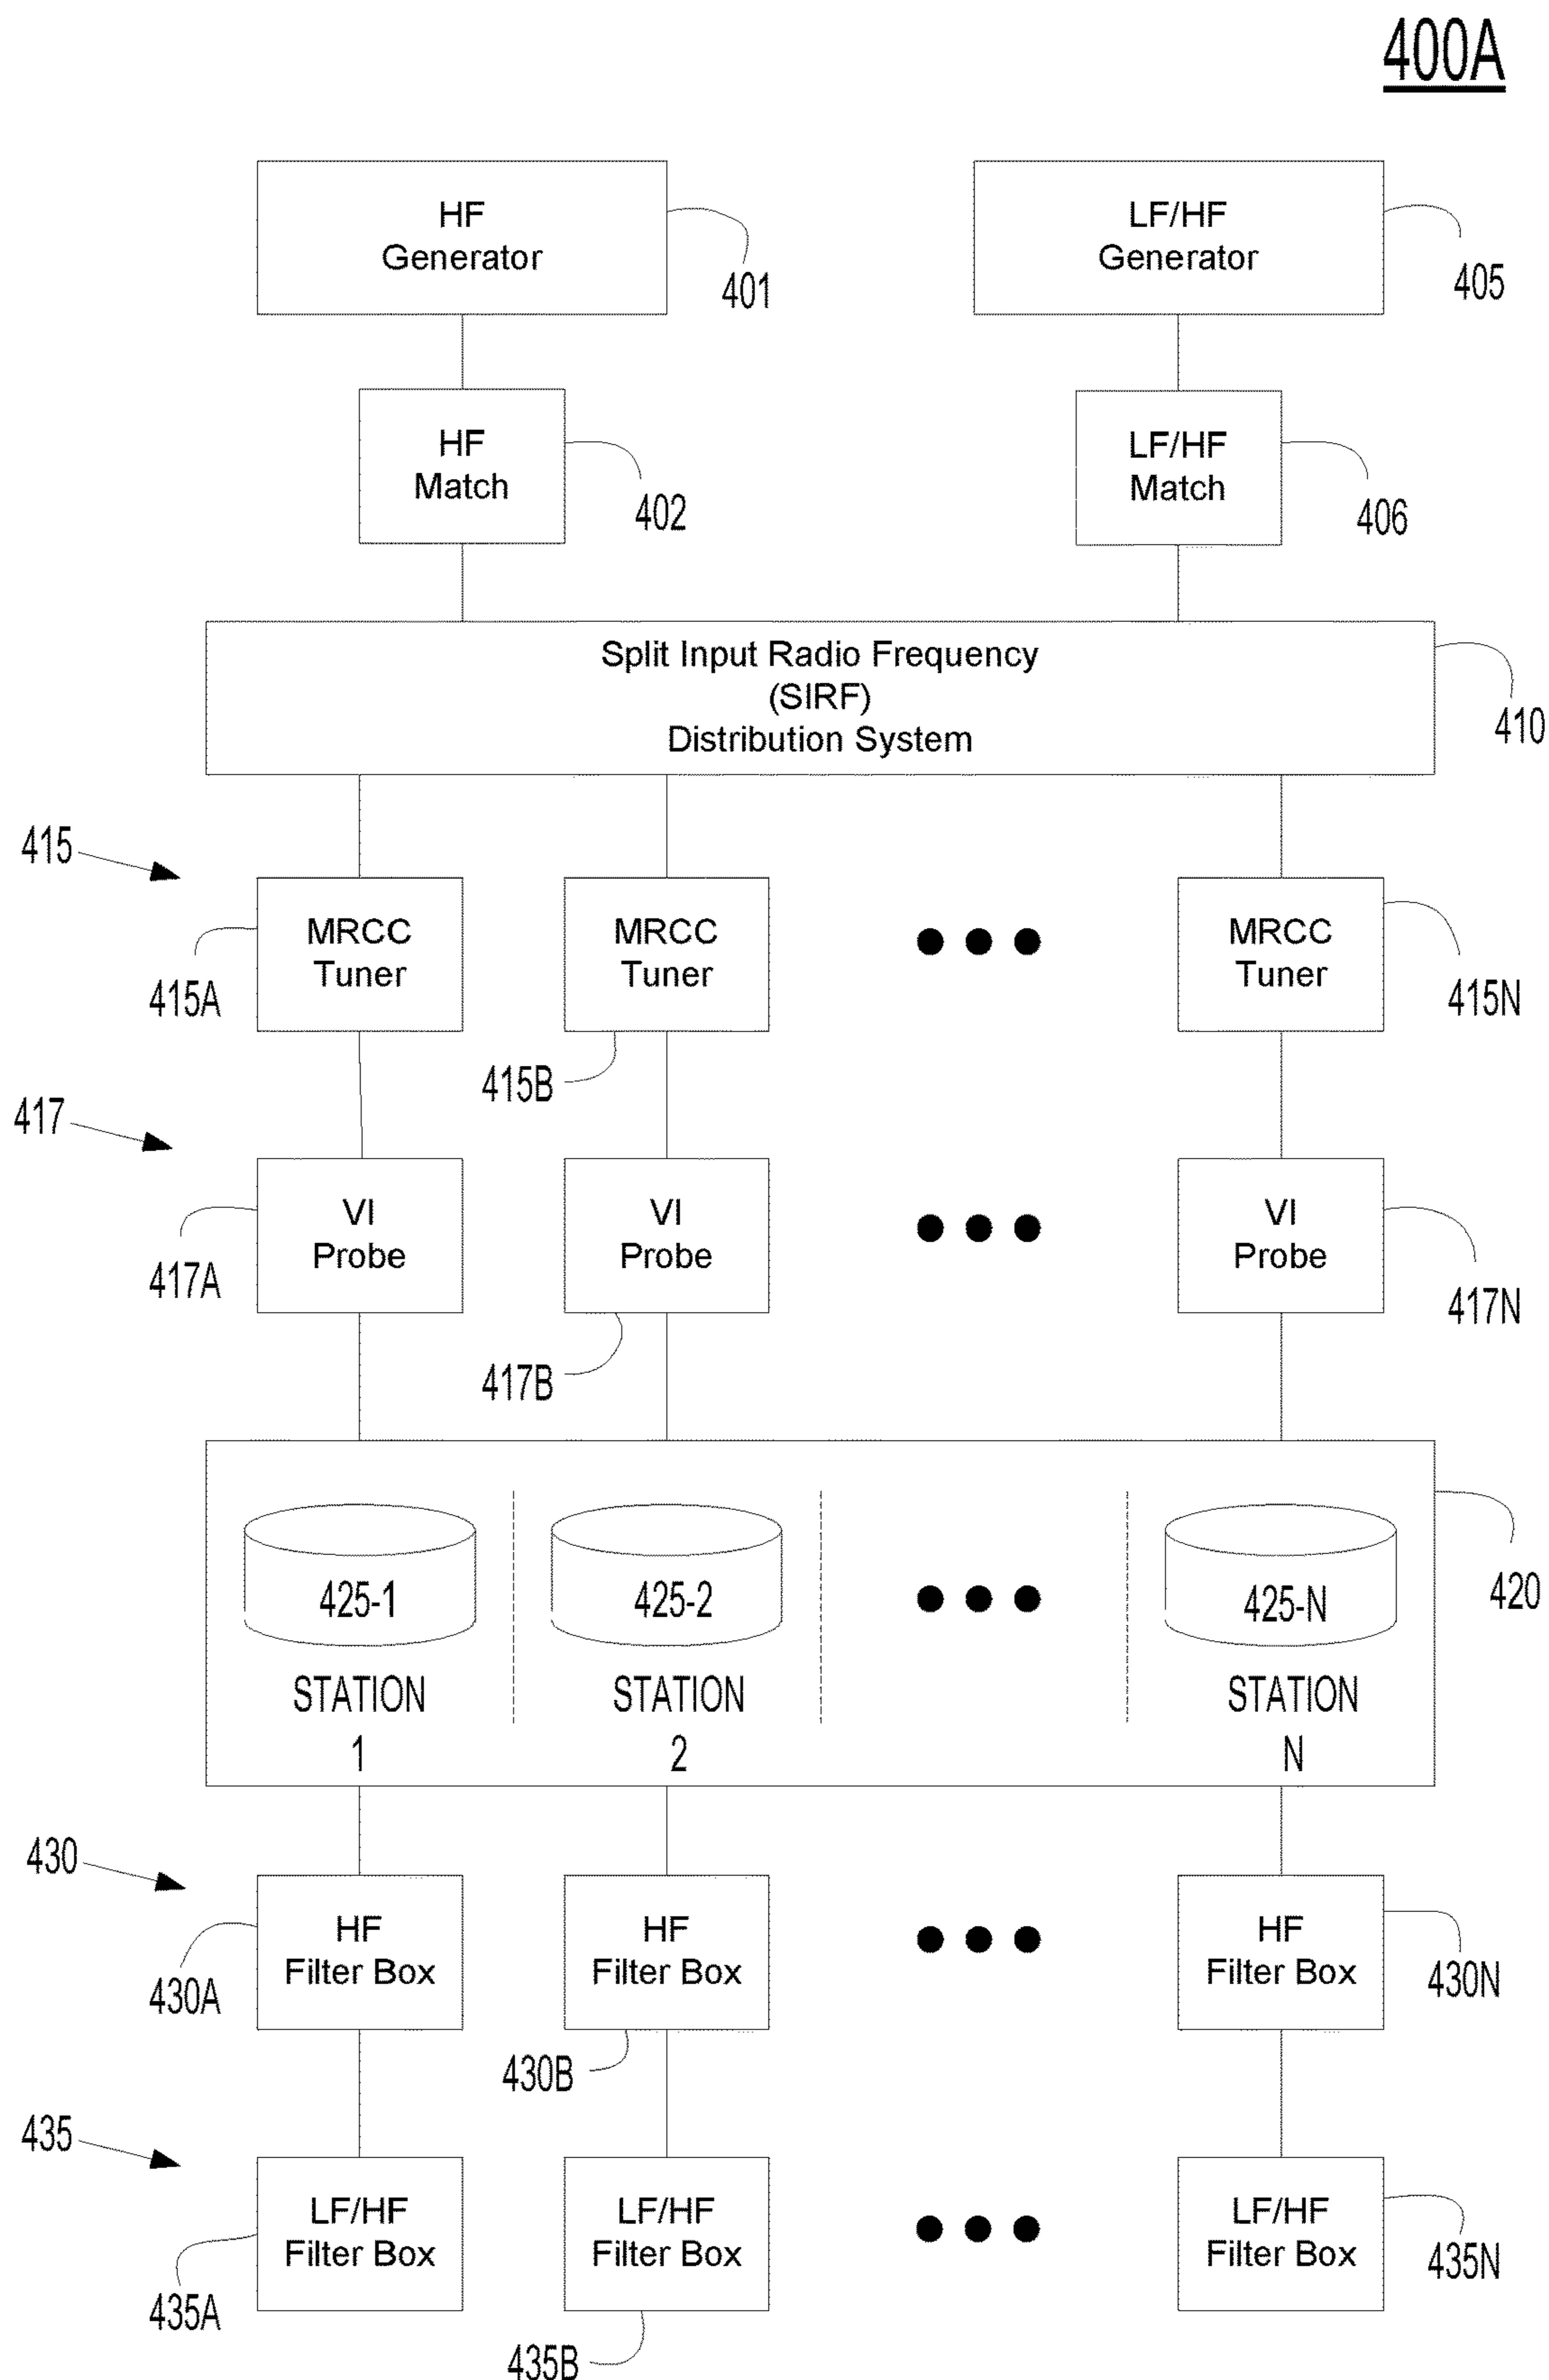 400A
HF
Generator
401
LF/HF
Generator
405
HF
Match
402
LF/HF
Match
406
Split Input Radio Frequency
(SIRF)
Distribution System
410
415
MRCC
Tuner
415A
MRCC
Tuner
415B
MRCC
Tuner
415N
417
VI
Probe
417A
VI
Probe
417B
VI
Probe
417N
425-1
STATION
1
425-2
STATION
2
425-N
STATION
N
420
430
HF
Filter Box
430A
HF
Filter Box
430B
HF
Filter Box
430N
435
LF/HF
Filter Box
435A
LF/HF
Filter Box
435B
LF/HF
Filter Box
435N